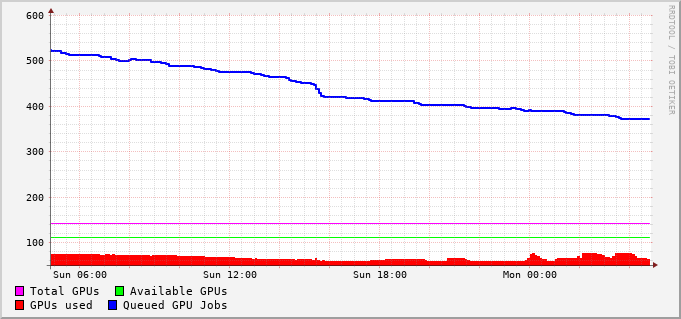 600
500
400
300
200
100
Sun 06:00 Sun 12:00 Sun 18:00 Mon 00:00
Total GPUs Available GPUs
GPUs used Queued GPU Jobs
RRDTOOL / TOBI OETIKER